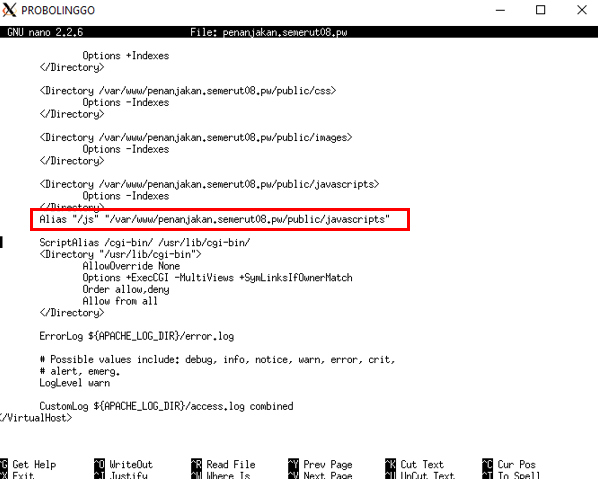 PROBOLINGGO
GNU nano 2.2.6 File: penanjakan.semerut08.pw
Options +Indexes
</Directory>
<Directory /var/www/penanjakan.semerut08.pw/public/css>
Options -Indexes
</Directory>
<Directory /var/www/penanjakan.semerut08.pw/public/images>
Options -Indexes
</Directory>
<Directory /var/www/penanjakan.semerut08.pw/public/javascripts>
Options -Indexes
</Directory>
Alias "/js" "/var/www/penanjakan.semerut08.pw/public/javascripts"
ScriptAlias /cgi-bin/ /usr/lib/cgi-bin/
<Directory "/usr/lib/cgi-bin">
AllowOverride None
Options +ExecCGI -MultiViews +SymLinksIfOwnerMatch
Order allow,deny
Allow from all
</Directory>
ErrorLog ${APACHE_LOG_DIR}/error.log
# Possible values include: debug, info, notice, warn, error, crit,
# alert, emerg.
LogLevel warn
CustomLog ${APACHE_LOG_DIR}/access.log combined
</VirtualHost>
^G Get Help ^O WriteOut ^R Read File ^Y Prev Page ^K Cut Text ^C Cur Pos
^X Exit ^J Justify ^W Where Is ^V Next Page ^U UnCut Text ^T To Spell